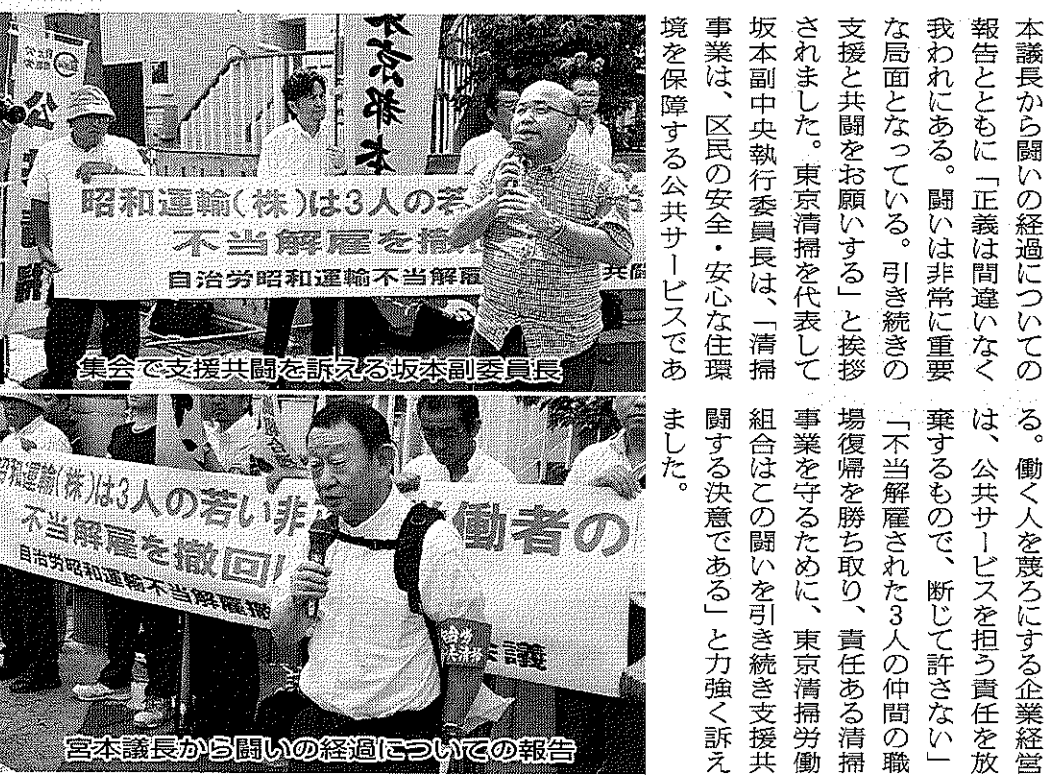 本議長から闘いの経過についての
報告とともに「正義は間違いなく
我われにある。闘いは非常に重要
な局面となっている。引き続きの
支援と共闘をお願いする」と挨拶
されました。東京清掃を代表して
坂本副中央執行委員長は、「清掃
事業は、区民の安全・安心な住環
境を保障する公共サービスであ
る。働く人を蔑ろにする企業経営
は、公共サービスを担う責任を放
棄するもので、断じて許さない」
「不当解雇された3人の仲間の職
場復帰を勝ち取り、責任ある清掃
事業を守るために、東京清掃労働
組合はこの闘いを引き続き支援共
闘する決意である」と力強く訴え
ました。
京都本
昭和運輸(株)は3人の若
不当解雇を撤
自治労昭和運輸不当解雇
共闘
集会で支援共闘を訴える坂本副委員長
昭和運輸(株)は3人の若い非
働者の
不当解雇を撤回
自治労昭和運輸不当解雇撤
議
宮本議長から闘いの経過についての報告